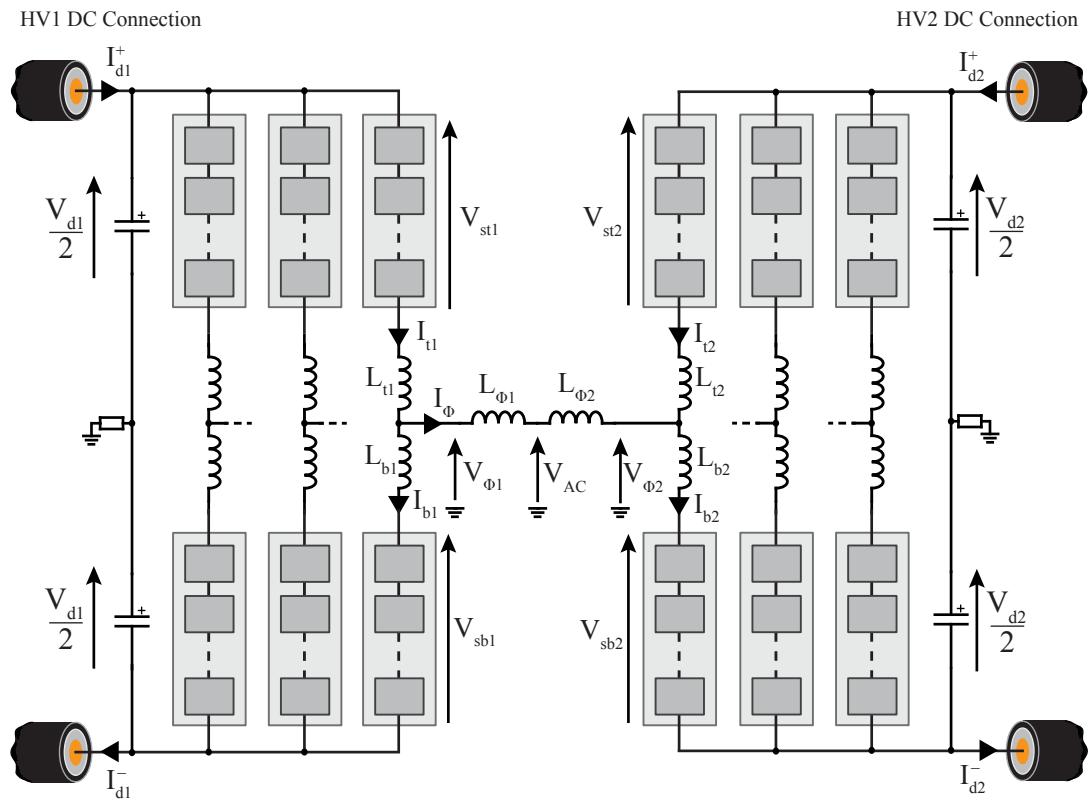 HV1 DC Connection
HV2 DC Connection
I⁺d1
I⁺d2
Vd1
2
Vst1
Vst2
Vd2
2
It1
It2
Lt1
LΦ1
LΦ2
Lt2
IΦ
Lb1
VΦ1
VAC
VΦ2
Lb2
Ib1
Ib2
Vd1
2
Vsb1
Vsb2
Vd2
2
I⁻d1
I⁻d2